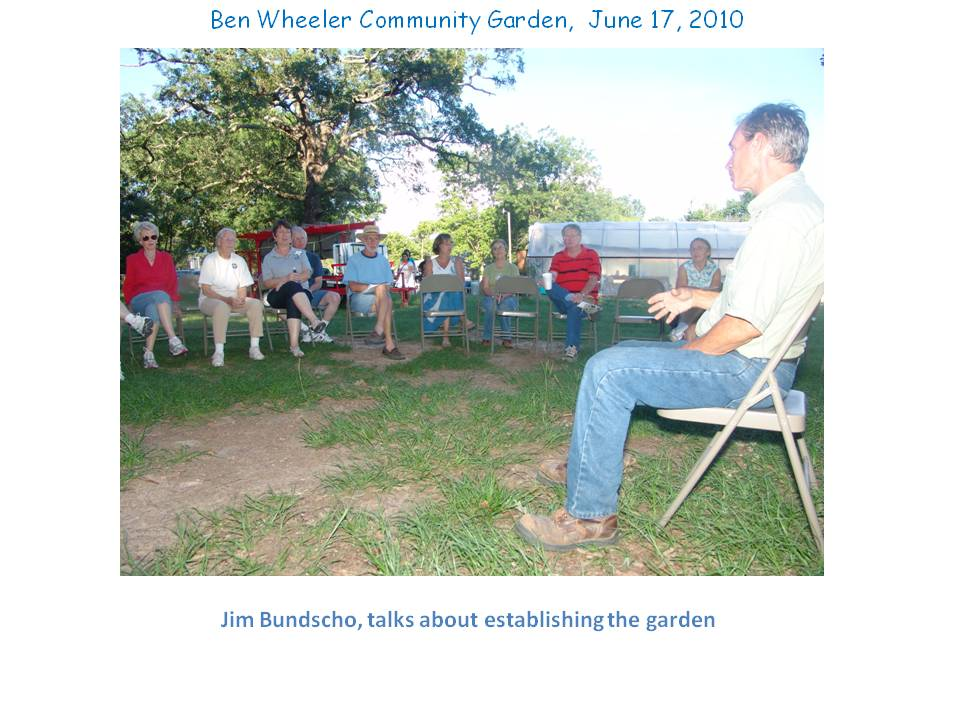 Ben Wheeler Community Garden, June 17, 2010
Jim Bundscho, talks about establishing the garden